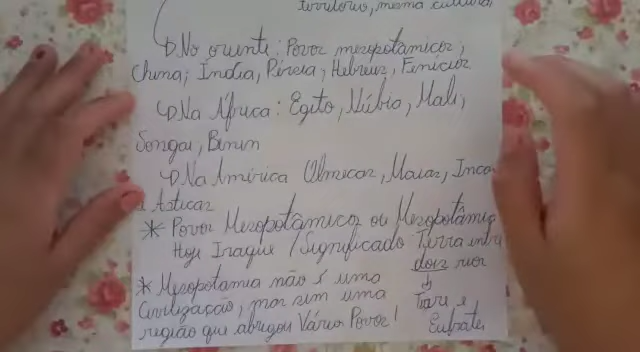 território, mesma cultura,
No oriente: Povos mesopotâmicos,
China, Índia, Pérsia, Hebreus, Fenícios
Na África: Egito, Núbia, Mali,
Songai, Benin
Na América Olmecas, Maias, Incas
e Astecas
* Povos Mesopotâmicos ou Mesopotâmia
Hoje Iraque / Significado Terra entre
dois rios
* Mesopotamia não é uma
Civilização, mas sim uma Tigre e
região que abrigou Vários Povos! Eufrates